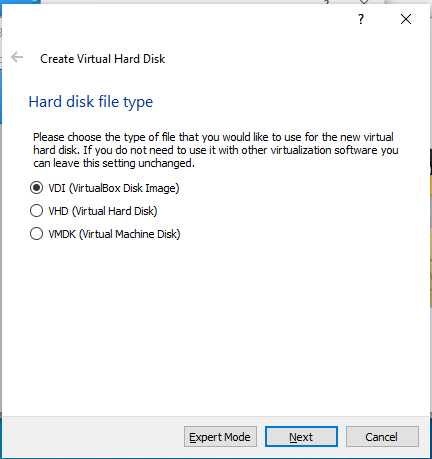 ?
Create Virtual Hard Disk
Hard disk file type
Please choose the type of file that you would like to use for the new virtual
hard disk. If you do not need to use it with other virtualization software you
can leave this setting unchanged.
VDI (VirtualBox Disk Image)
VHD (Virtual Hard Disk)
VMDK (Virtual Machine Disk)
Expert Mode
Next
Cancel